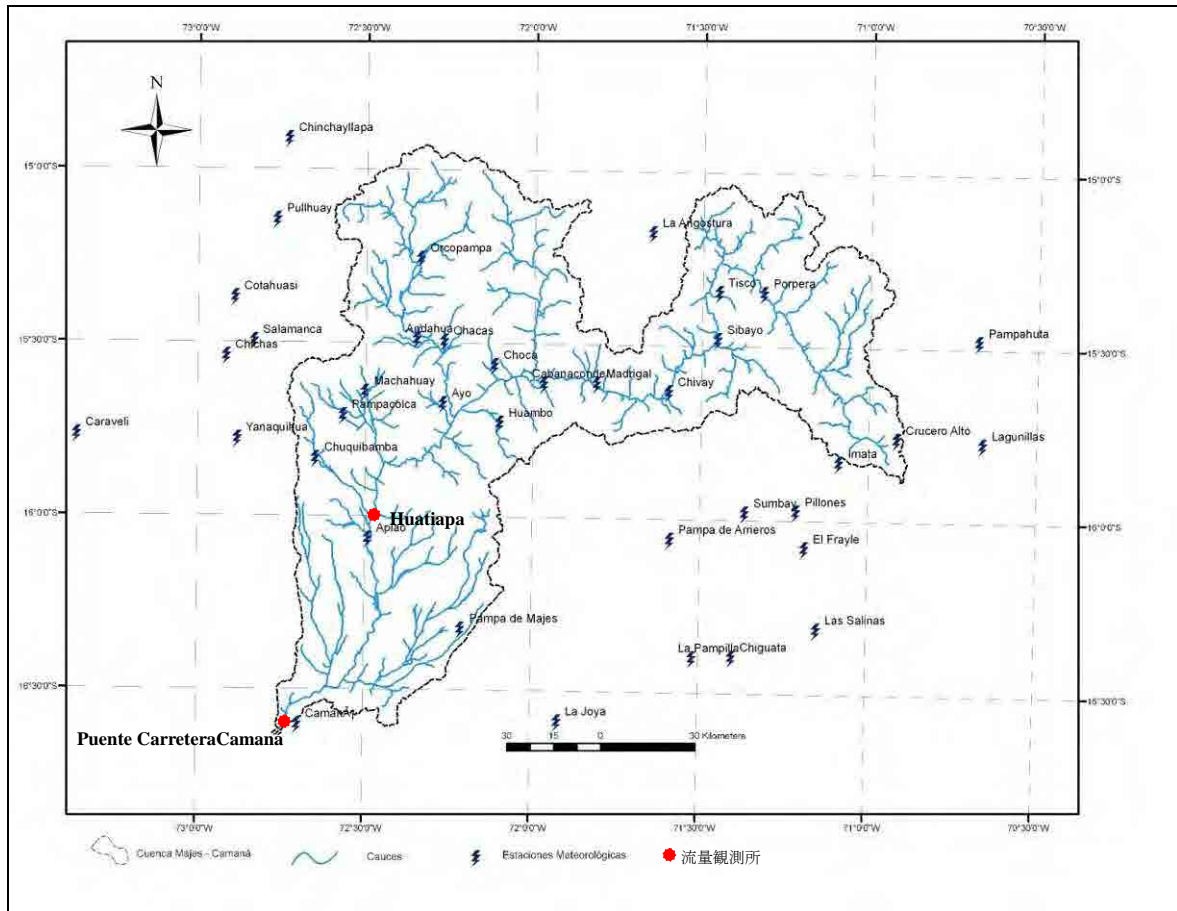 73°0'0"W 72°30'0"W 72°0'0"W 71°30'0"W 71°0'0"W 70°30'0"W
N
Chinchayllapa
15°0'0"S 15°0'0"S
Pullhuay
La Angostura
Orcopampa
Cotahuasi
Tisco Porpera
Salamanca
Andahua Chacas
Sibayo
Pampahuta
15°30'0"S 15°30'0"S
Chichas
Choco
Machahuay
Cabanaconde Madrigal
Chivay
Ayo
Pampacolca
Huambo
Caraveli
Yanaquihua
Crucero Alto
Lagunillas
Chuquibamba
Imata
16°0'0"S 16°0'0"S
Huatiapa
Sumbay Pillones
Aplao
Pampa de Arrieros
El Frayle
Pampa de Majes
Las Salinas
La Pampilla Chiguata
16°30'0"S 16°30'0"S
Camaná
La Joya
Puente CarreteraCamaná
30 15 0 30 Kilometers
73°0'0"W 72°30'0"W 72°0'0"W 71°30'0"W 71°0'0"W 70°30'0"W
Cuenca Majes - Camaná
Cauces
Estaciones Meteorológicas
流量観測所